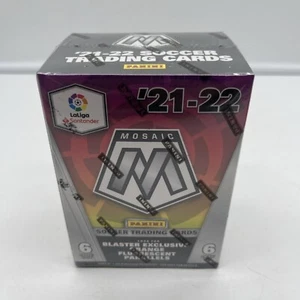 '21-22 SOCCER
TRADING CARDS
PANINI
LaLiga
Santander
'21-22
MOSAIC
PANINI
SOCCER TRADING CARDS
6
6
BLASTER EXCLUSIVE
ORANGE
FLUORESCENT
PARALLELS